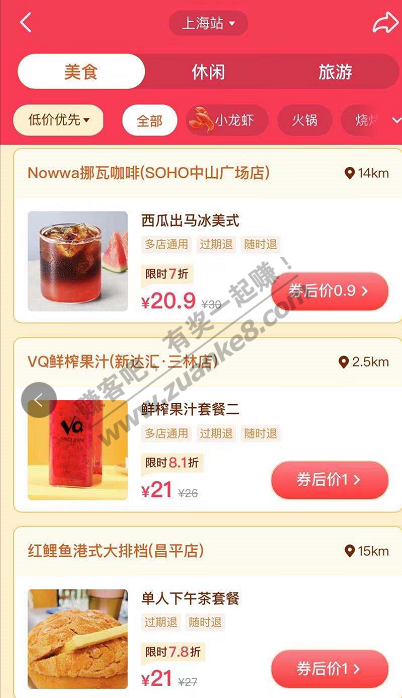 上海站
美食 休闲 旅游
低价优先 全部 小龙虾 火锅 烧烤
Nowwa挪瓦咖啡(SOHO中山广场店) 14km
西瓜出马冰美式
多店通用 过期退 随时退
限时7折
¥20.9 ¥30 券后价0.9
VQ鲜榨果汁(新达汇·三林店) 2.5km
VQ
鲜榨果汁套餐二
多店通用 过期退 随时退
限时8.1折
¥21 ¥26 券后价1
红鲤鱼港式大排档(昌平店) 15km
单人下午茶套餐
过期退 随时退
限时7.8折
¥21 ¥27 券后价1
赚客吧，有奖一起赚！
www.zuanke8.com